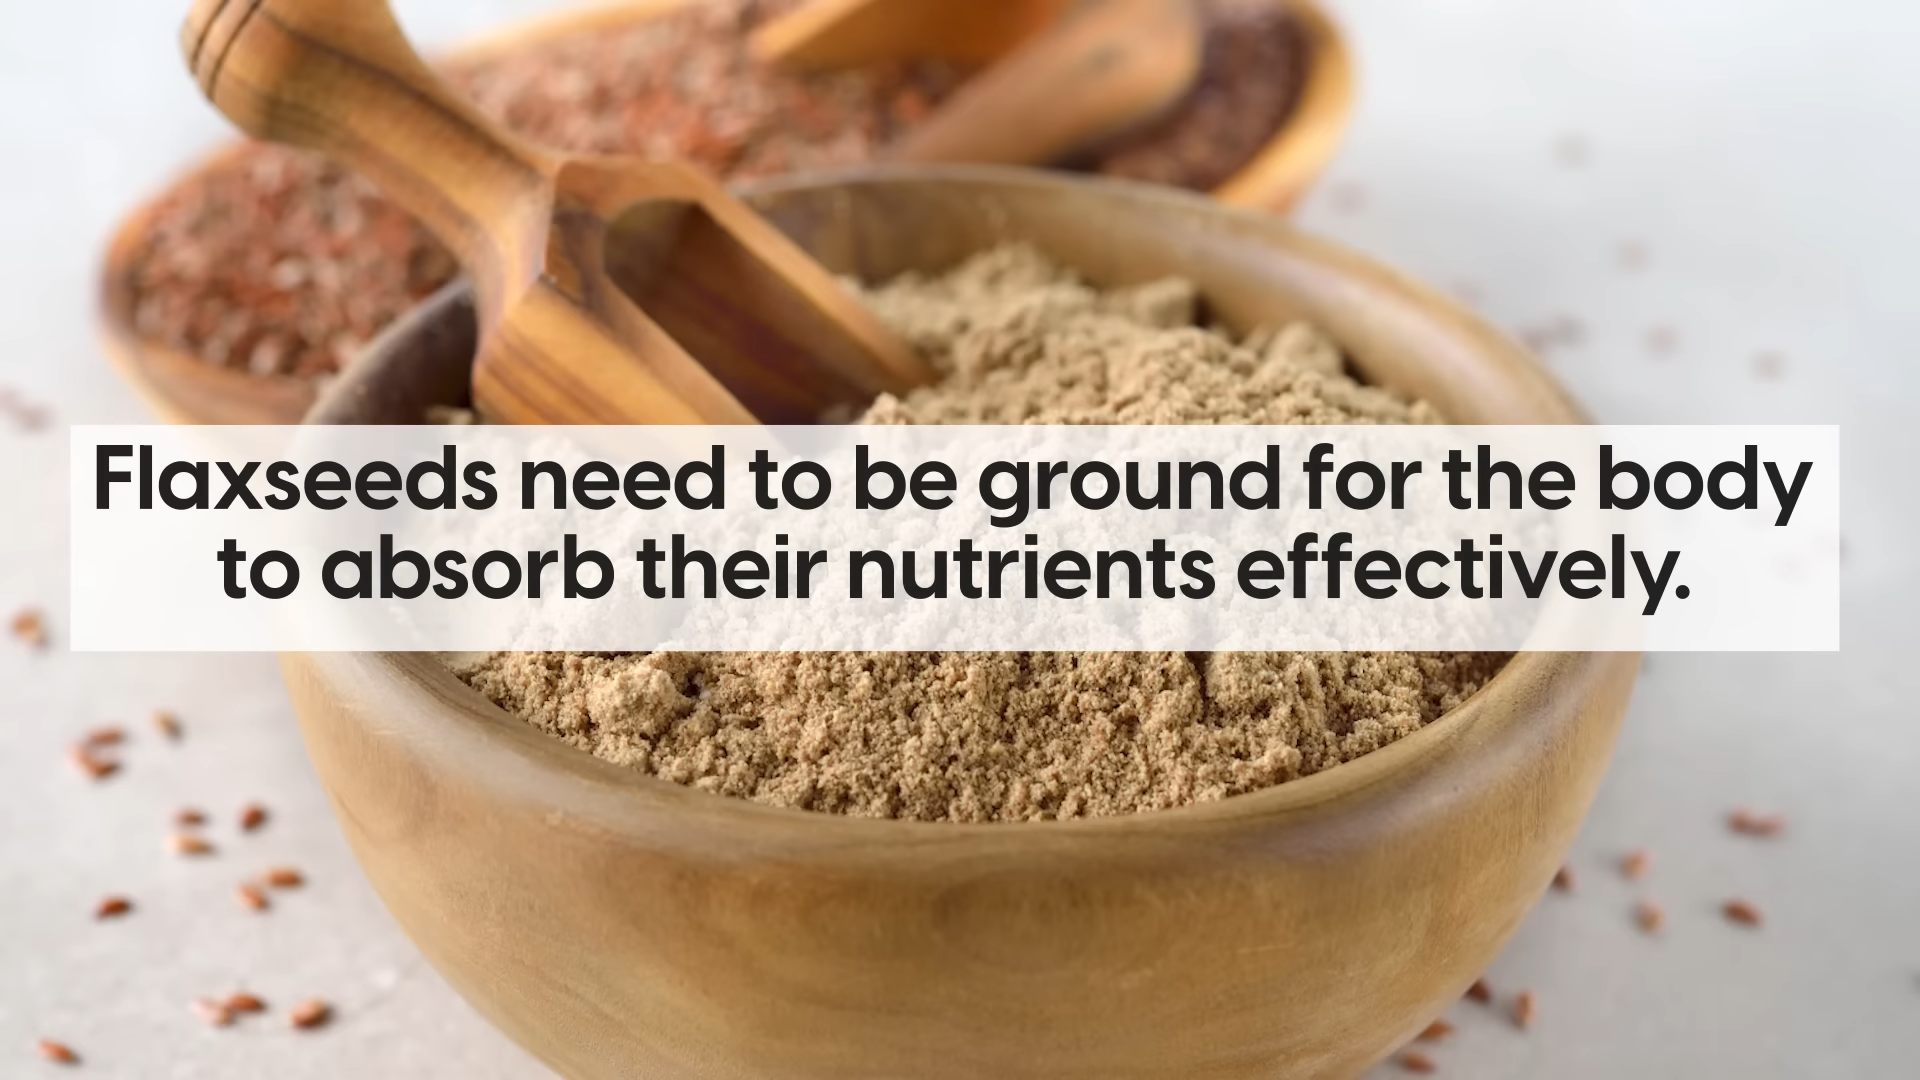 Flaxseeds need to be ground for the body
to absorb their nutrients effectively.